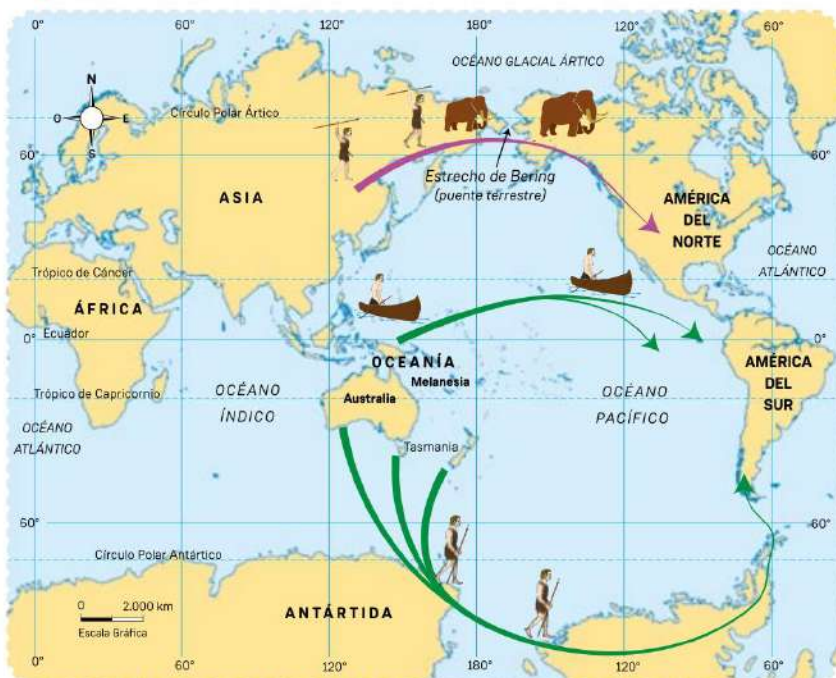 0°
60°
120°
180°
120°
60°
OCÉANO GLACIAL ÁRTICO
N
O
E
S
Círculo Polar Ártico
60°
60°
Estrecho de Bering
(puente terrestre)
ASIA
AMÉRICA
DEL
NORTE
OCÉANO
ATLÁNTICO
Trópico de Cáncer
ÁFRICA
Ecuador
0°
0°
OCEANÍA
Melanesia
AMÉRICA
DEL
SUR
Trópico de Capricornio
OCÉANO
ÍNDICO
Australia
OCÉANO
PACÍFICO
OCÉANO
ATLÁNTICO
Tasmania
60°
60°
Círculo Polar Antártico
0
2.000 km
Escala Gráfica
ANTÁRTIDA
0°
60°
120°
180°
120°
60°